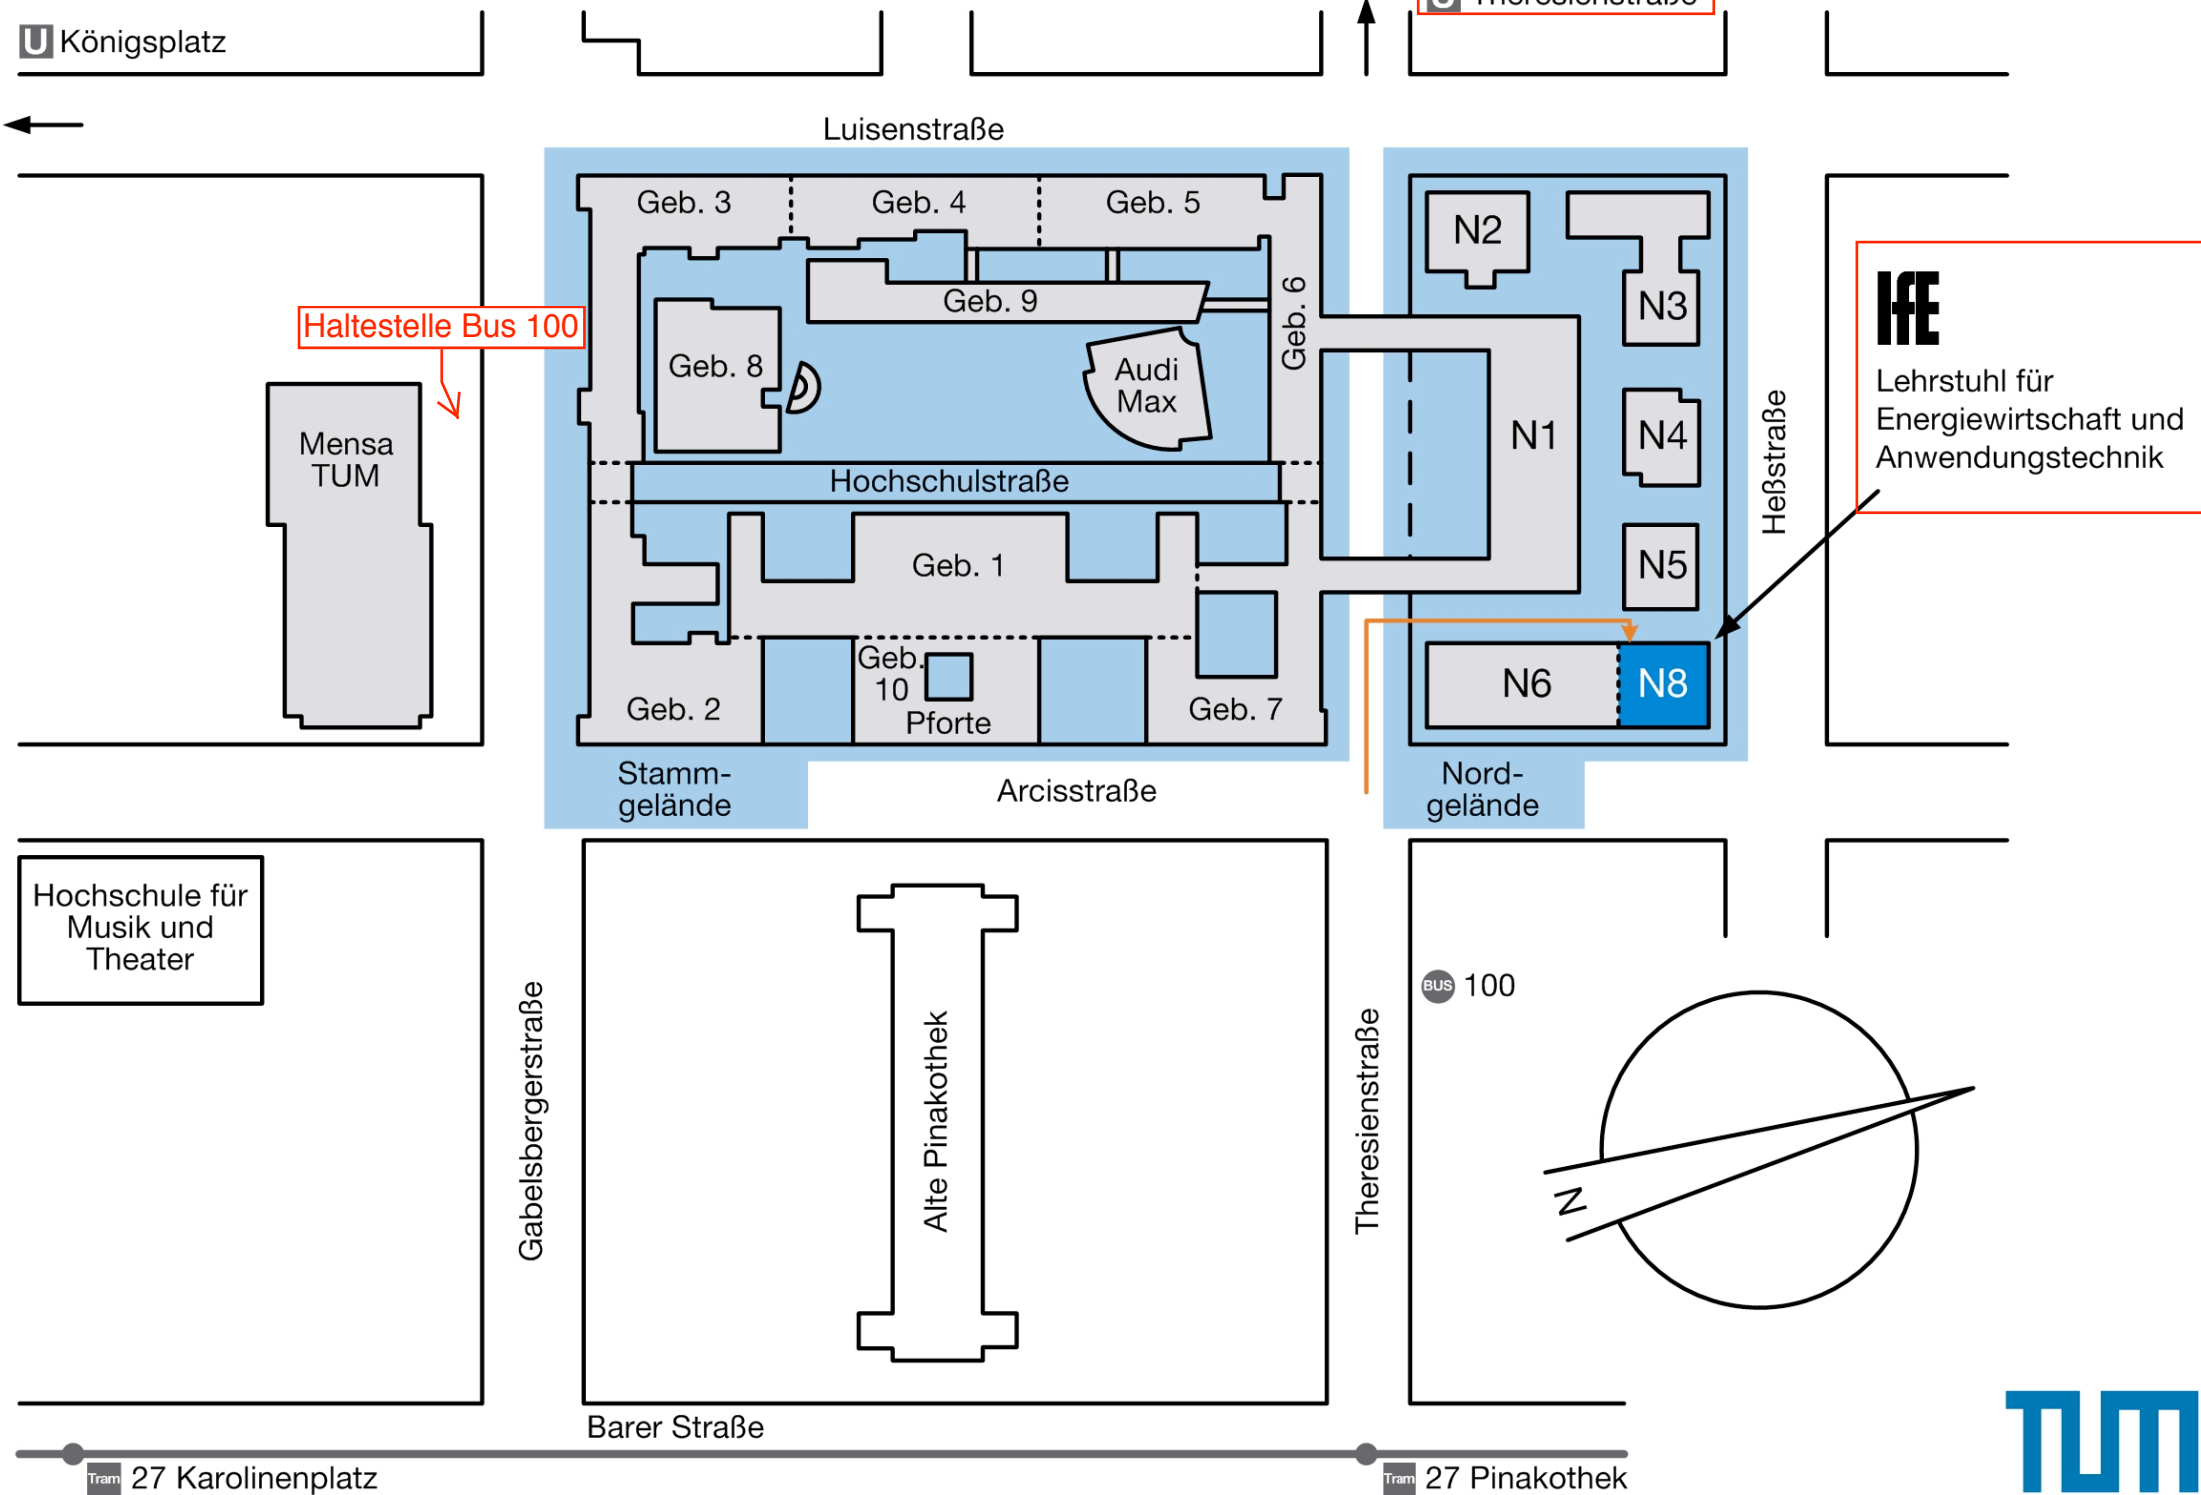 U Theresienstraße
U Königsplatz
Luisenstraße
Geb. 3
Geb. 4
Geb. 5
N2
N3
Geb. 9
Geb. 6
Haltestelle Bus 100
IfE
Lehrstuhl für
Energiewirtschaft und
Anwendungstechnik
Geb. 8
Audi
Max
Mensa
TUM
N1
N4
Heßstraße
Hochschulstraße
Geb. 1
N5
Geb.
10
Pforte
Geb. 2
Geb. 7
N6
N8
Stamm-
gelände
Arcisstraße
Nord-
gelände
Hochschule für
Musik und
Theater
Gabelsbergerstraße
Alte Pinakothek
Theresienstraße
BUS 100
N
Barer Straße
Tram 27 Karolinenplatz
Tram 27 Pinakothek
TUM